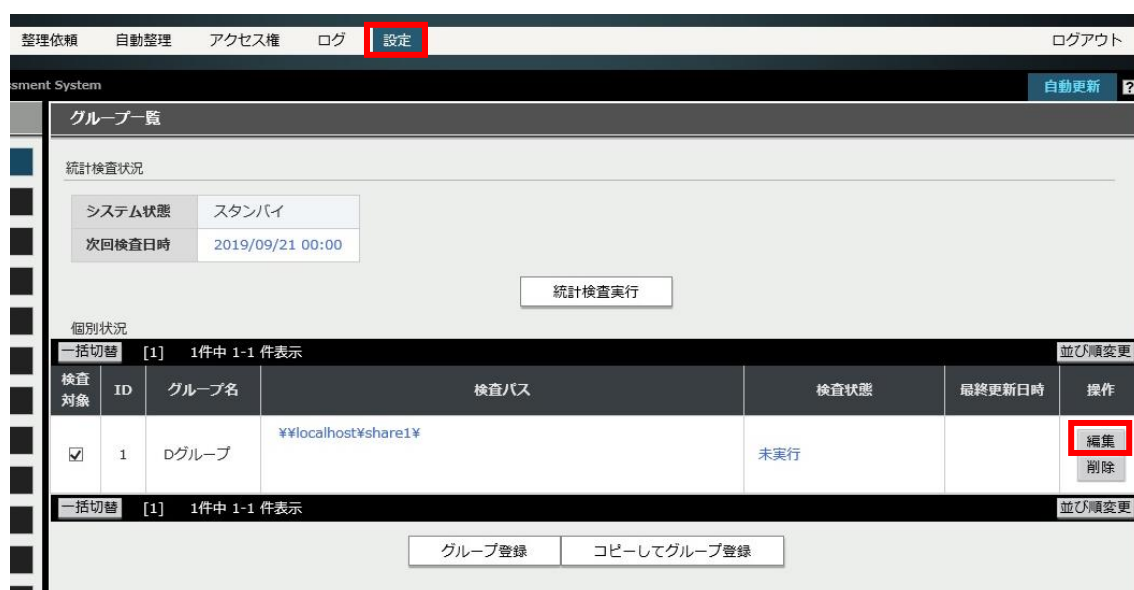 整理依頼 自動整理 アクセス権 ログ 設定 ログアウト
ssment System 自動更新 ?
グループ一覧
統計検査状況
システム状態 スタンバイ
次回検査日時 2019/09/21 00:00
統計検査実行
個別状況
一括切替 [1] 1件中 1-1 件表示 並び順変更
検査対象 ID グループ名 検査パス 検査状態 最終更新日時 操作
¥¥localhost¥share1¥ 編集
1 Dグループ 未実行
削除
一括切替 [1] 1件中 1-1 件表示 並び順変更
グループ登録 コピーしてグループ登録